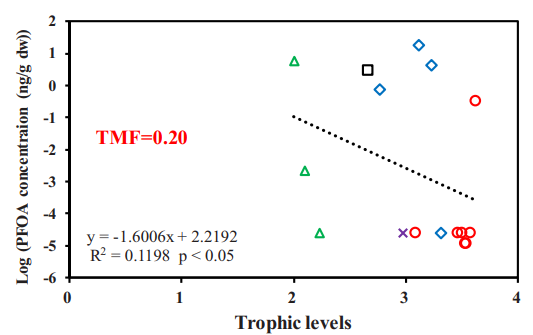 2
1
0
-1
-2
-3
-4
-5
-6
Log (PFOA concentraion (ng/g dw))
TMF=0.20
y = -1.6006x + 2.2192
R² = 0.1198 p < 0.05
0 1 2 3 4
Trophic levels